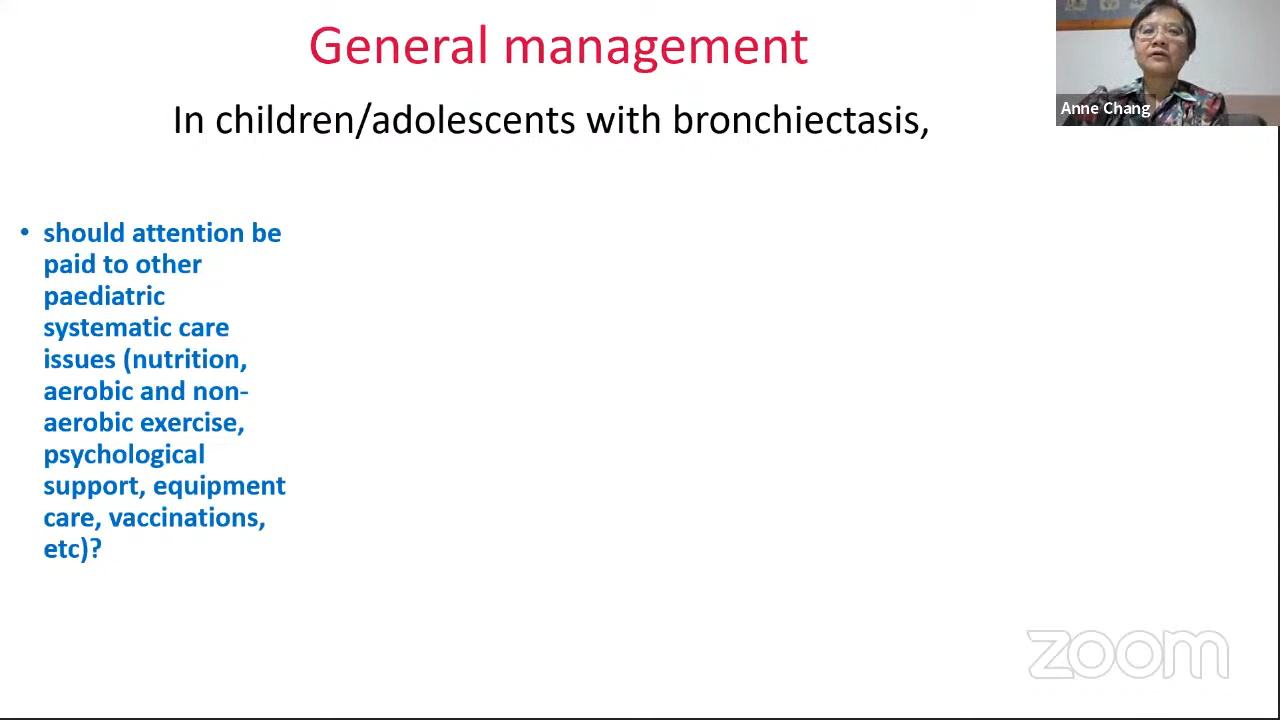 General management
In children/adolescents with bronchiectasis,
Anne Chang
• should attention be
paid to other
paediatric
systematic care
issues (nutrition,
aerobic and non-
aerobic exercise,
psychological
support, equipment
care, vaccinations,
etc)?
zoom